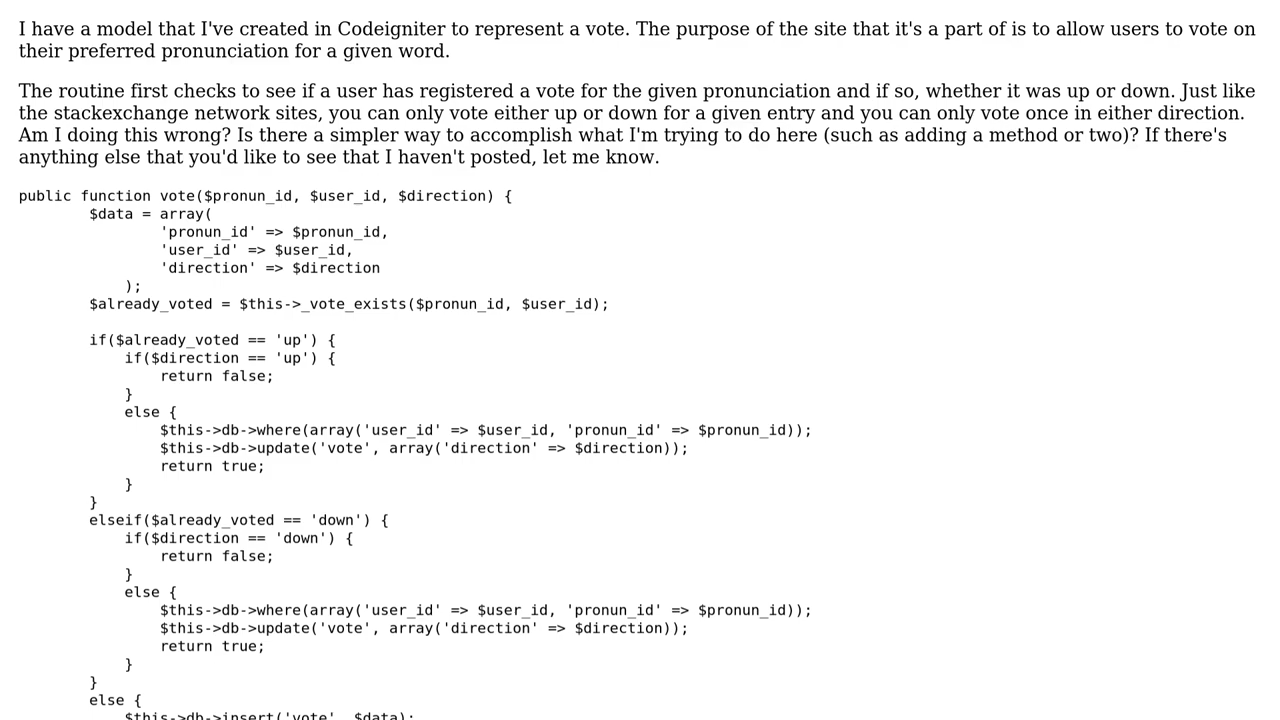 I have a model that I've created in Codeigniter to represent a vote. The purpose of the site that it's a part of is to allow users to vote on
their preferred pronunciation for a given word.
The routine first checks to see if a user has registered a vote for the given pronunciation and if so, whether it was up or down. Just like
the stackexchange network sites, you can only vote either up or down for a given entry and you can only vote once in either direction.
Am I doing this wrong? Is there a simpler way to accomplish what I'm trying to do here (such as adding a method or two)? If there's
anything else that you'd like to see that I haven't posted, let me know.
public function vote($pronun_id, $user_id, $direction) {
        $data = array(
                'pronun_id' => $pronun_id,
                'user_id' => $user_id,
                'direction' => $direction
            );
        $already_voted = $this->_vote_exists($pronun_id, $user_id);
        if($already_voted == 'up') {
            if($direction == 'up') {
                return false;
            }
            else {
                $this->db->where(array('user_id' => $user_id, 'pronun_id' => $pronun_id));
                $this->db->update('vote', array('direction' => $direction));
                return true;
            }
        }
        elseif($already_voted == 'down') {
            if($direction == 'down') {
                return false;
            }
            else {
                $this->db->where(array('user_id' => $user_id, 'pronun_id' => $pronun_id));
                $this->db->update('vote', array('direction' => $direction));
                return true;
            }
        }
        else {
            $this->db->insert('vote', $data);